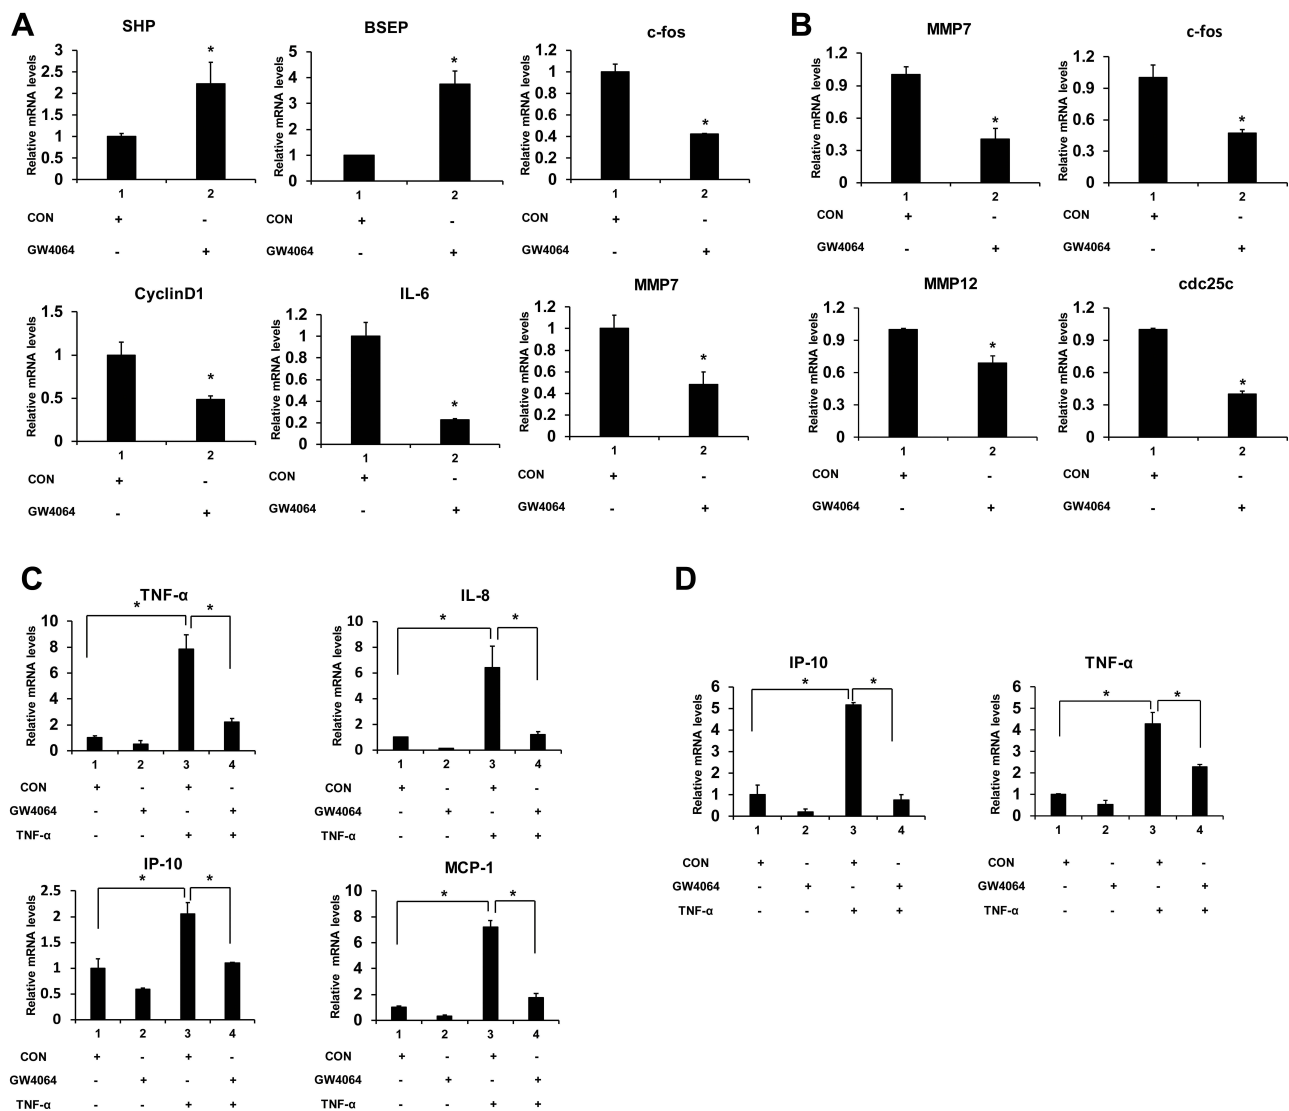 A
SHP
Relative mRNA levels
3
2.5
2
1.5
1
0.5
0
*
1 2
CON + -
GW4064 - +
BSEP
Relative mRNA levels
5
4
3
2
1
0
*
1 2
CON + -
GW4064 - +
c-fos
Relative mRNA levels
1.2
1
0.8
0.6
0.4
0.2
0
*
1 2
CON + -
GW4064 - +
CyclinD1
Relative mRNA levels
1.5
1
0.5
0
*
1 2
CON + -
GW4064 - +
IL-6
Relative mRNA levels
1.2
1
0.8
0.6
0.4
0.2
0
*
1 2
CON + -
GW4064 - +
MMP7
Relative mRNA levels
1.2
1
0.8
0.6
0.4
0.2
0
*
1 2
CON + -
GW4064 - +
B
MMP7
Relative mRNA levels
1.2
0.9
0.6
0.3
0
*
1 2
CON + -
GW4064 - +
c-fos
Relative mRNA levels
1.2
0.9
0.6
0.3
0
*
1 2
CON + -
GW4064 - +
MMP12
Relative mRNA levels
1.2
0.9
0.6
0.3
0
*
1 2
CON + -
GW4064 - +
cdc25c
Relative mRNA levels
1.2
0.9
0.6
0.3
0
*
1 2
CON + -
GW4064 - +
C
TNF-α
Relative mRNA levels
10
8
6
4
2
0
* *
1 2 3 4
CON + - + -
GW4064 - + - +
TNF-α - - + +
IL-8
Relative mRNA levels
10
8
6
4
2
0
* *
1 2 3 4
CON + - + -
GW4064 - + - +
TNF-α - - + +
IP-10
Relative mRNA levels
2.5
2
1.5
1
0.5
0
* *
1 2 3 4
CON + - + -
GW4064 - + - +
TNF-α - - + +
MCP-1
Relative mRNA levels
10
8
6
4
2
0
* *
1 2 3 4
CON + - + -
GW4064 - + - +
TNF-α - - + +
D
IP-10
Relative mRNA levels
6
5
4
3
2
1
0
* *
1 2 3 4
CON + - + -
GW4064 - + - +
TNF-α - - + +
TNF-α
Relative mRNA levels
6
5
4
3
2
1
0
* *
1 2 3 4
CON + - + -
GW4064 - + - +
TNF-α - - + +